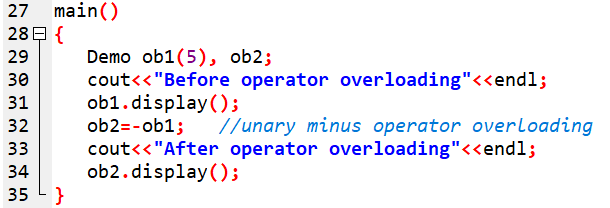 27 main()
28 {
29 Demo ob1(5), ob2;
30 cout<<"Before operator overloading"<<endl;
31 ob1.display();
32 ob2=-ob1; //unary minus operator overloading
33 cout<<"After operator overloading"<<endl;
34 ob2.display();
35 }